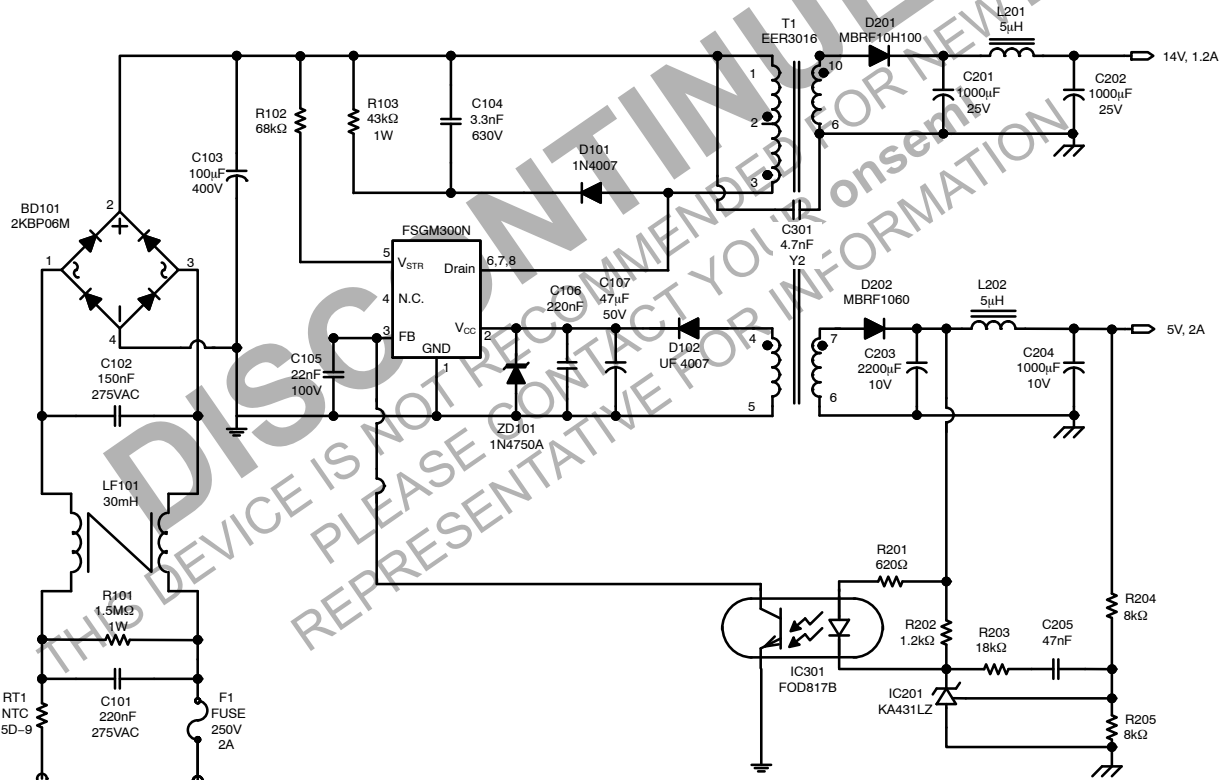 T1
EER3016
D201
MBRF10H100
L201
5μH
14V, 1.2A
C201
1000μF
25V
C202
1000μF
25V
1
2
3
10
6
R102
68kΩ
R103
43kΩ
1W
C104
3.3nF
630V
D101
1N4007
C103
100μF
400V
BD101
2KBP06M
2
1
3
4
C301
4.7nF
Y2
FSGM300N
5
VSTR
Drain
6,7,8
4
N.C.
3
FB
VCC
2
GND
1
C106
220nF
C107
47μF
50V
D102
UF 4007
4
5
7
6
D202
MBRF1060
L202
5μH
5V, 2A
C203
2200μF
10V
C204
1000μF
10V
C105
22nF
100V
ZD101
1N4750A
C102
150nF
275VAC
LF101
30mH
R101
1.5MΩ
1W
C101
220nF
275VAC
RT1
NTC
5D−9
F1
FUSE
250V
2A
R201
620Ω
R202
1.2kΩ
R203
18kΩ
C205
47nF
R204
8kΩ
R205
8kΩ
IC301
FOD817B
IC201
KA431LZ
DISCONTINUE
THIS DEVICE IS NOT RECOMMENDED FOR NEW
PLEASE CONTACT YOUR onsemi
REPRESENTATIVE FOR INFORMATION